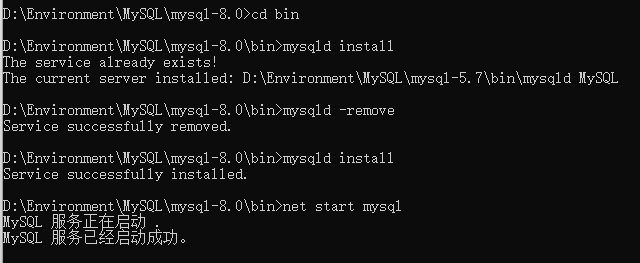 D:\Environment\MySQL\mysql-8.0>cd bin
D:\Environment\MySQL\mysql-8.0\bin>mysqld install
The service already exists!
The current server installed: D:\Environment\MySQL\mysql-5.7\bin\mysqld MySQL
D:\Environment\MySQL\mysql-8.0\bin>mysqld -remove
Service successfully removed.
D:\Environment\MySQL\mysql-8.0\bin>mysqld install
Service successfully installed.
D:\Environment\MySQL\mysql-8.0\bin>net start mysql
MySQL 服务正在启动 .
MySQL 服务已经启动成功。